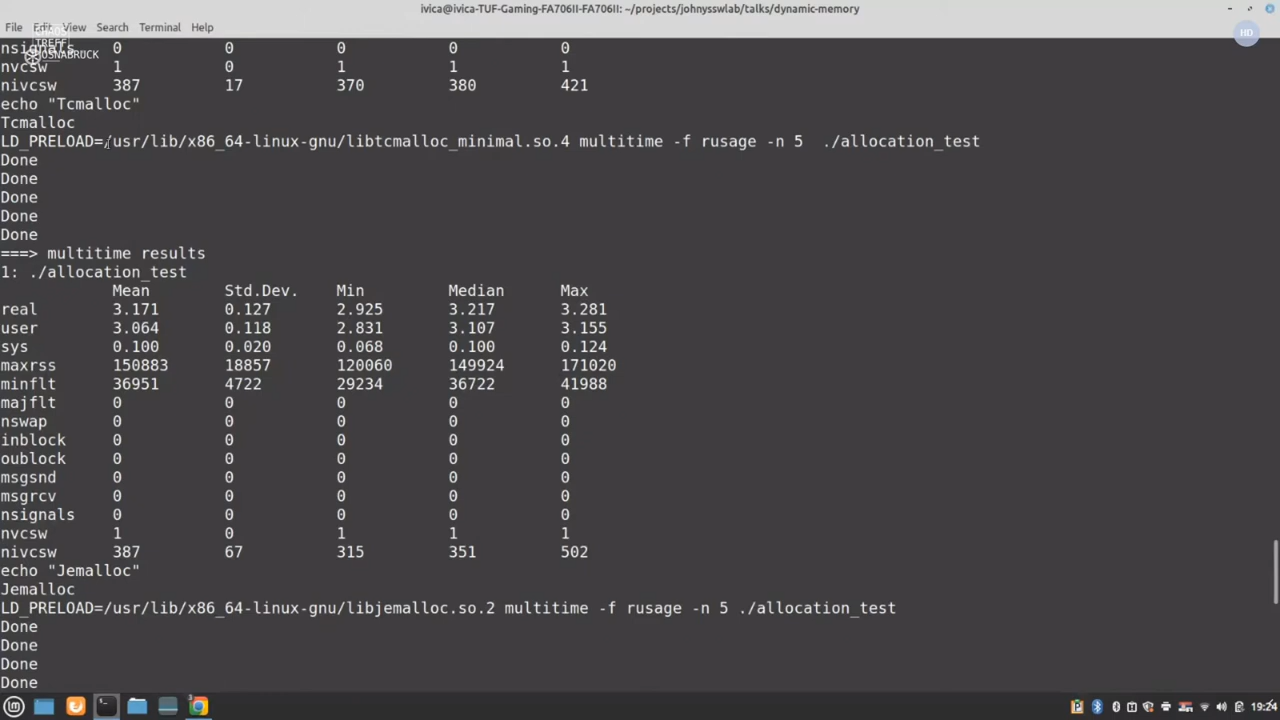 ivica@ivica-TUF-Gaming-FA706II-FA706II: ~/projects/johnysswlab/talks/dynamic-memory
File Edit View Search Terminal Help
HD
TREFF
OSNABRUCK
nsignals 0 0 0 0 0
nvcsw 1 0 1 1 1
nivcsw 387 17 370 380 421
echo "Tcmalloc"
Tcmalloc
LD_PRELOAD=/usr/lib/x86_64-linux-gnu/libtcmalloc_minimal.so.4 multitime -f rusage -n 5  ./allocation_test
Done
Done
Done
Done
Done
===> multitime results
1: ./allocation_test
Mean Std.Dev. Min Median Max
real 3.171 0.127 2.925 3.217 3.281
user 3.064 0.118 2.831 3.107 3.155
sys 0.100 0.020 0.068 0.100 0.124
maxrss 150883 18857 120060 149924 171020
minflt 36951 4722 29234 36722 41988
majflt 0 0 0 0 0
nswap 0 0 0 0 0
inblock 0 0 0 0 0
oublock 0 0 0 0 0
msgsnd 0 0 0 0 0
msgrcv 0 0 0 0 0
nsignals 0 0 0 0 0
nvcsw 1 0 1 1 1
nivcsw 387 67 315 351 502
echo "Jemalloc"
Jemalloc
LD_PRELOAD=/usr/lib/x86_64-linux-gnu/libjemalloc.so.2 multitime -f rusage -n 5 ./allocation_test
Done
Done
Done
Done
19:24